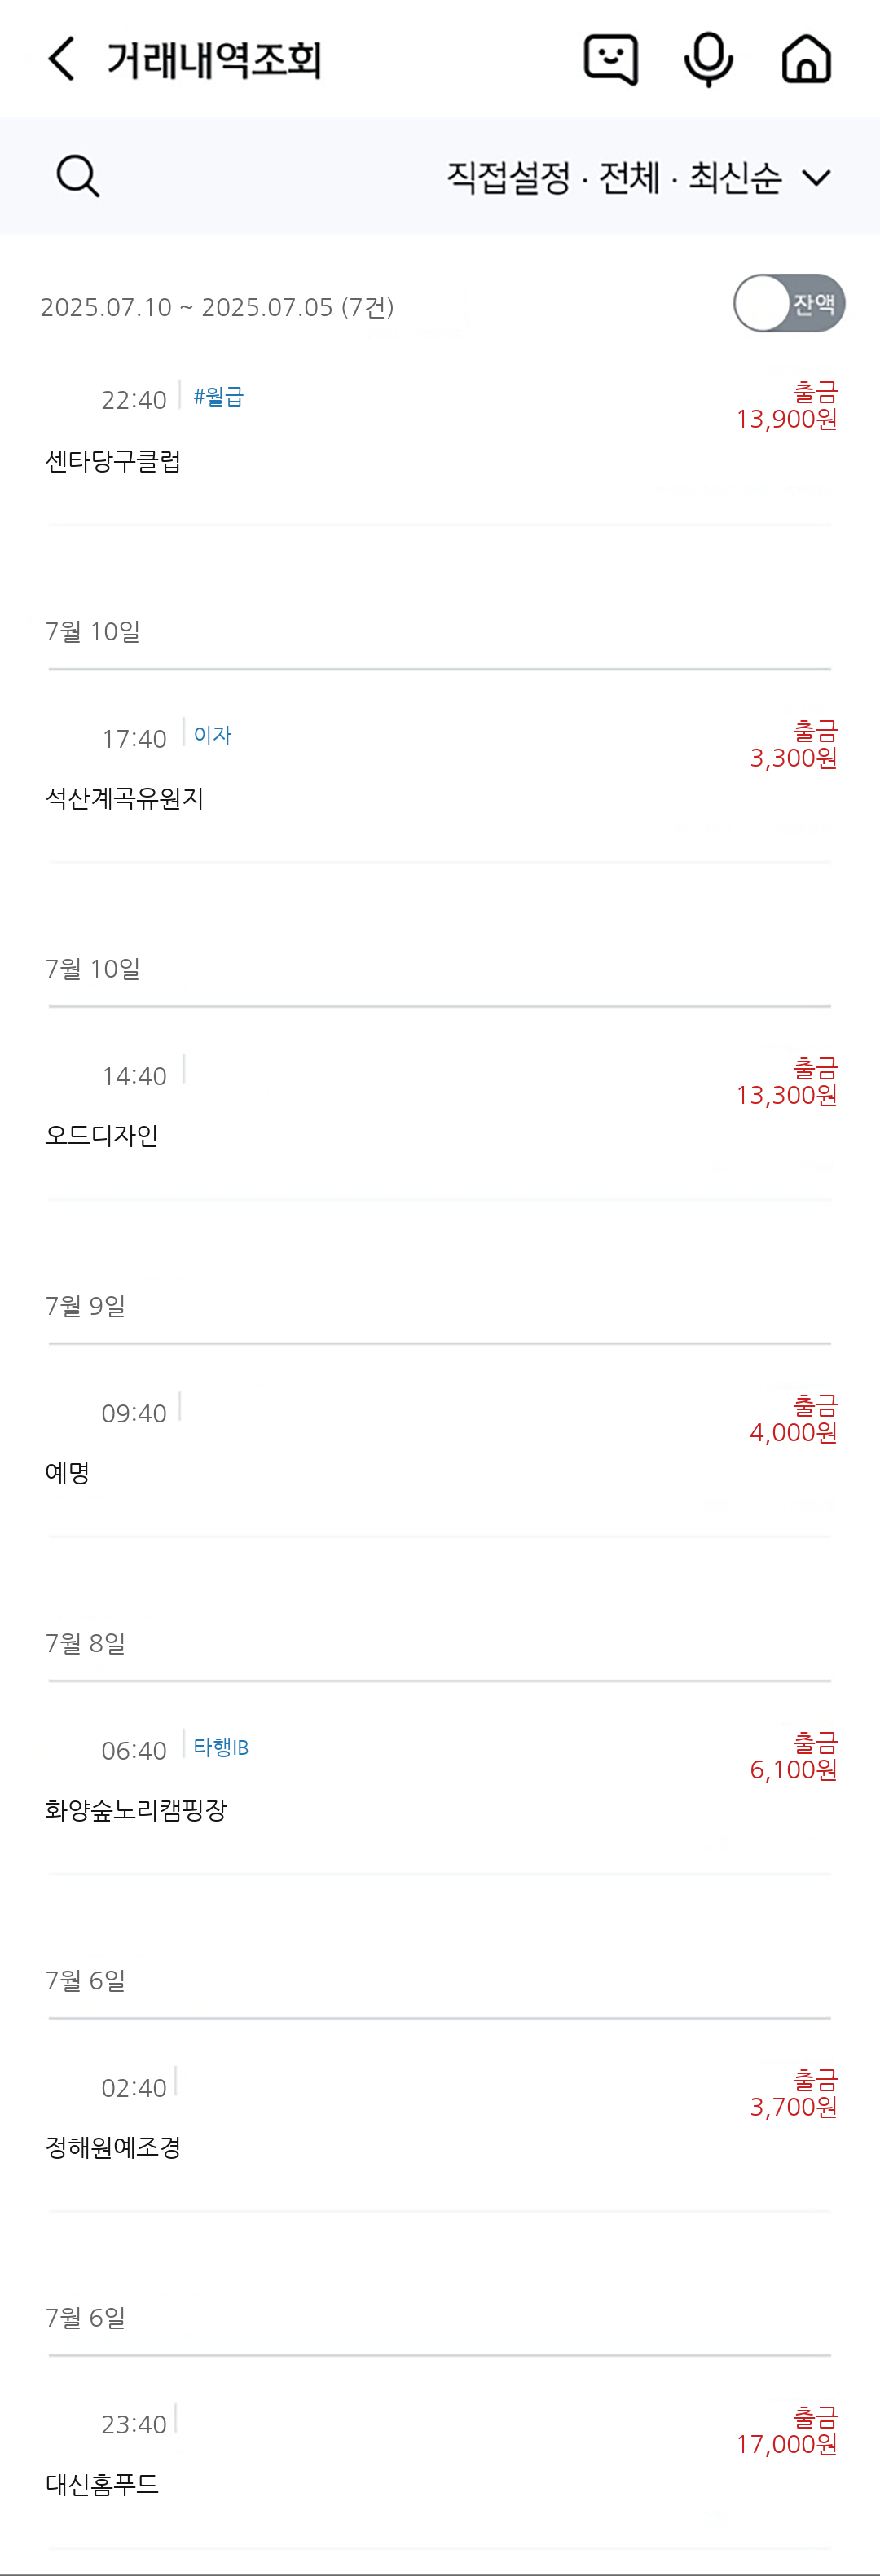 거래내역조회
직접설정 · 전체 · 최신순
2025.07.10 ~ 2025.07.05 (7건)
잔액
22:40 #월급
출금
13,900원
센타당구클럽
7월 10일
17:40 이자
출금
3,300원
석산계곡유원지
7월 10일
14:40
출금
13,300원
오드디자인
7월 9일
09:40
출금
4,000원
예명
7월 8일
06:40 타행IB
출금
6,100원
화양숲노리캠핑장
7월 6일
02:40
출금
3,700원
정해원예조경
7월 6일
23:40
출금
17,000원
대신홈푸드